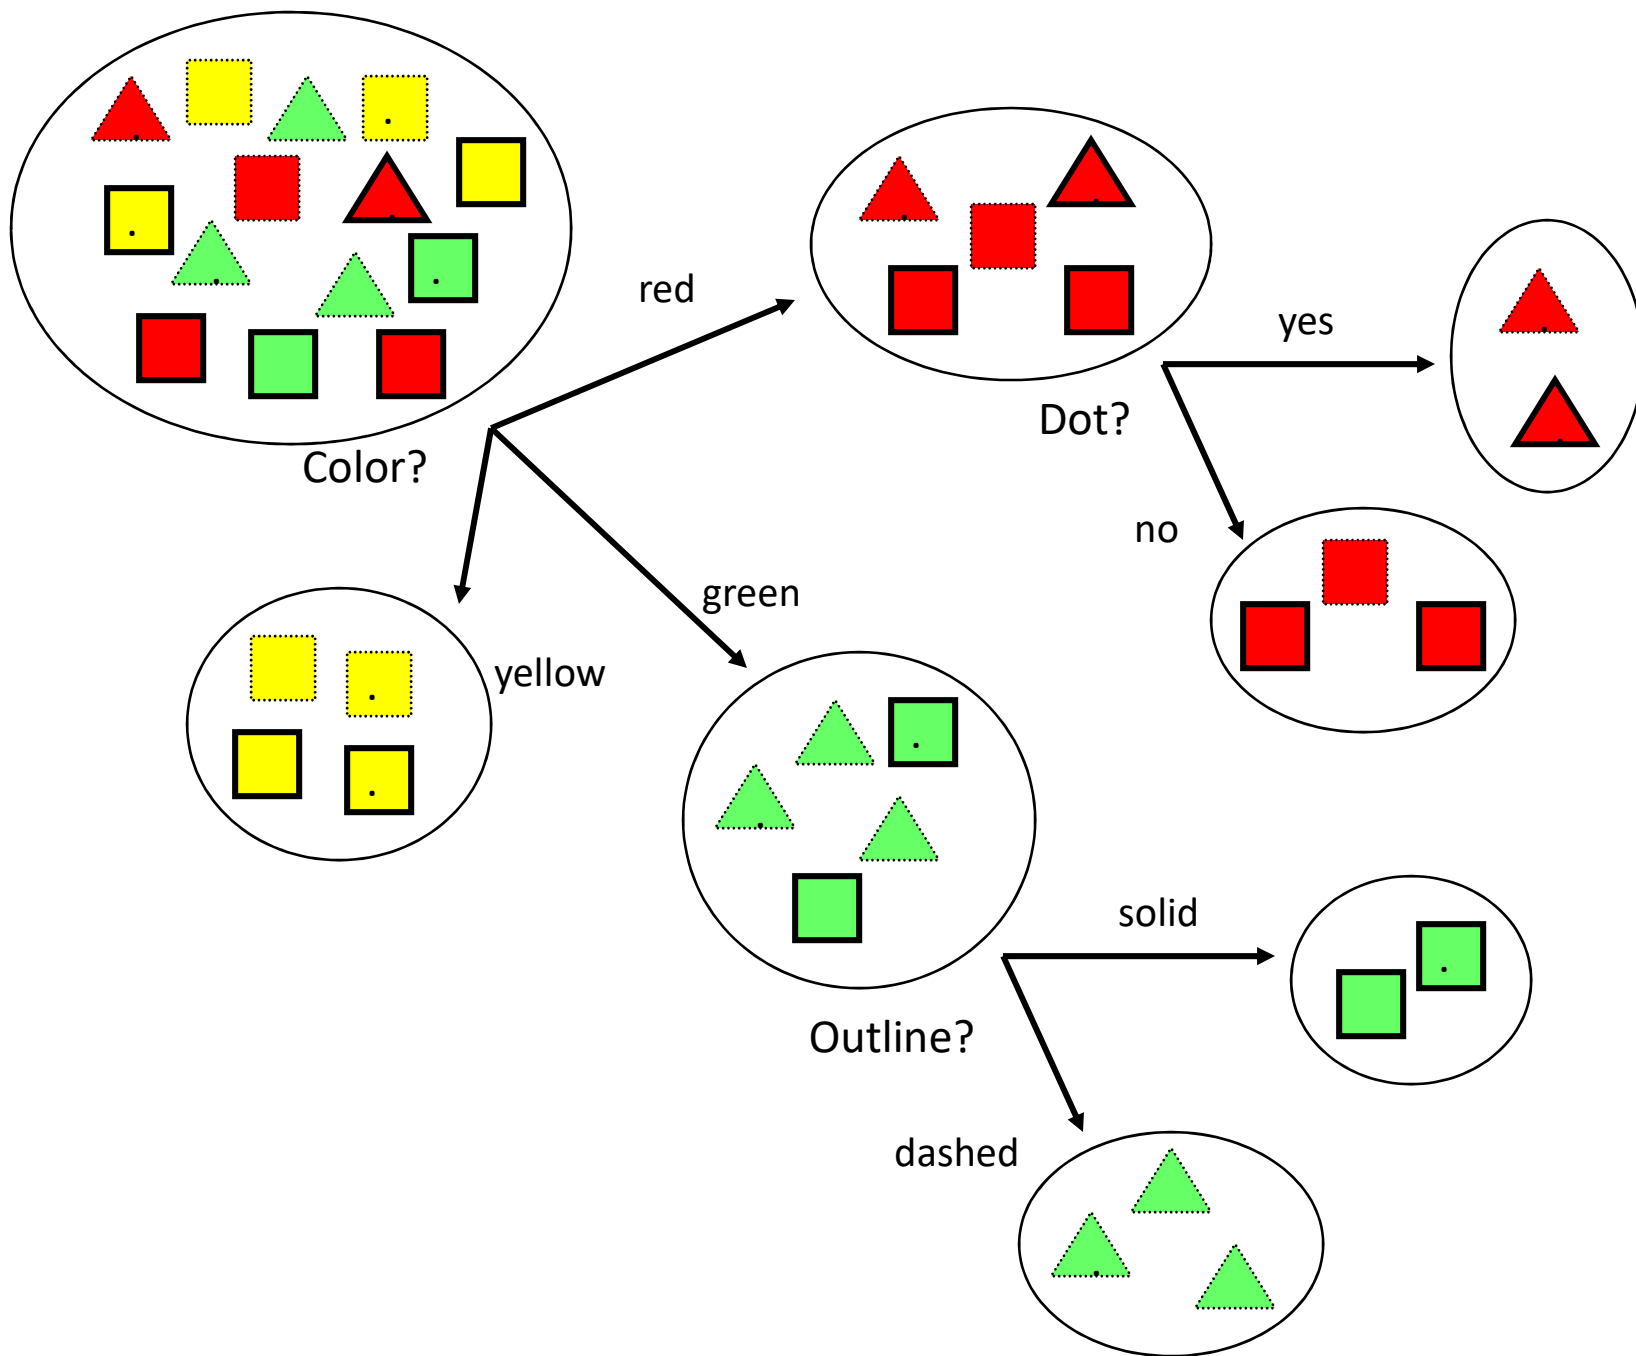 red
yes
Dot?
Color?
no
green
yellow
solid
Outline?
dashed